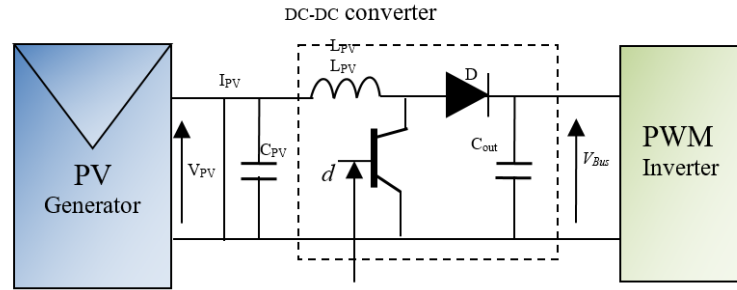 DC-DC converter
LPV
LPV
IPV
D
PV
Generator
VPV
CPV
d
Cout
VBus
PWM
Inverter